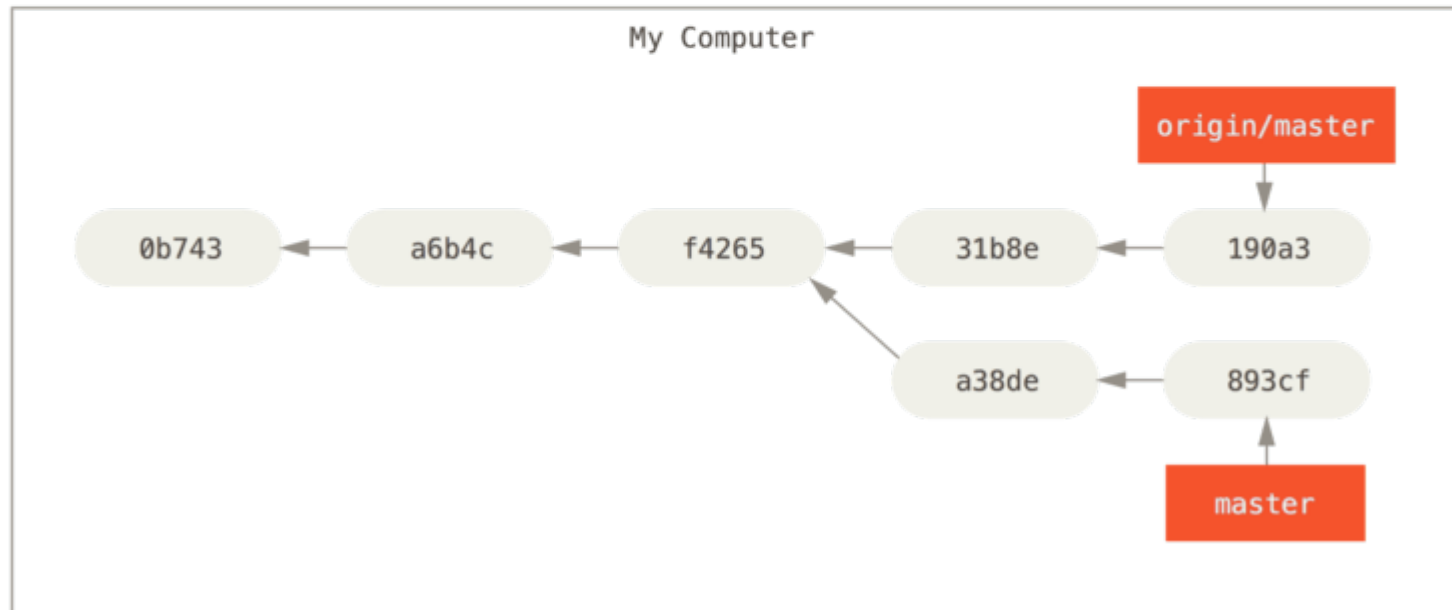 My Computer
origin/master
0b743 a6b4c f4265 31b8e 190a3
a38de 893cf
master